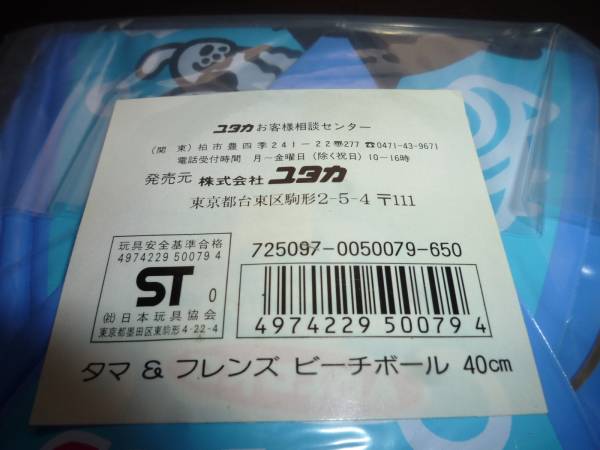 ユタカお客様相談センター
(関 東) 柏市豊四季241-22〒277 ☎0471-43-9671
電話受付時間 月~金曜日(除く祝日)10-16時
発売元 株式会社 ユタカ
東京都台東区駒形2-5-4 〒111
玩具安全基準合格
4974229 50079 4
ST 0
㈳日本玩具協会
東京都墨田区東駒形4-22-4
725097-0050079-650
4 974229 500794
タマ & フレンズ ビーチボール 40cm